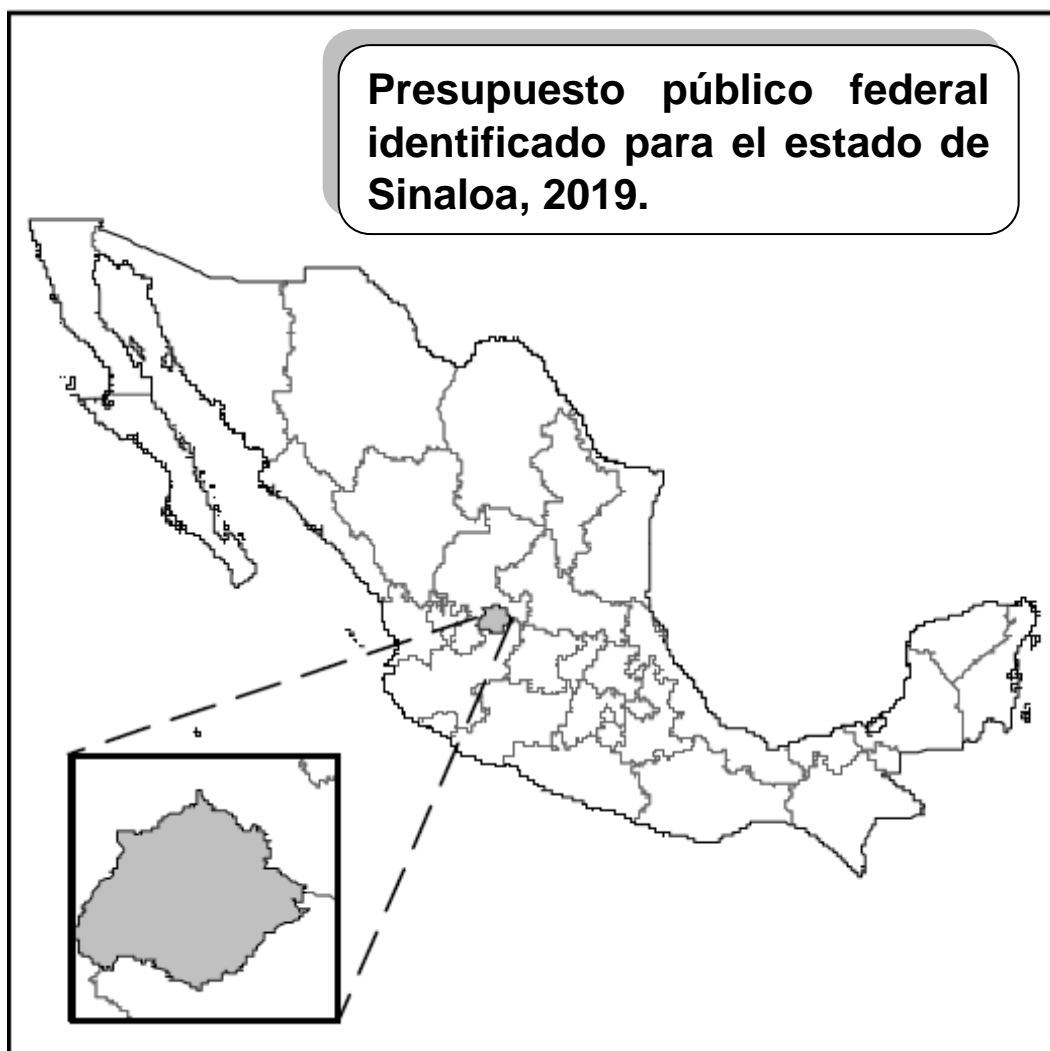 Presupuesto público federal
identificado para el estado de
Sinaloa, 2019.